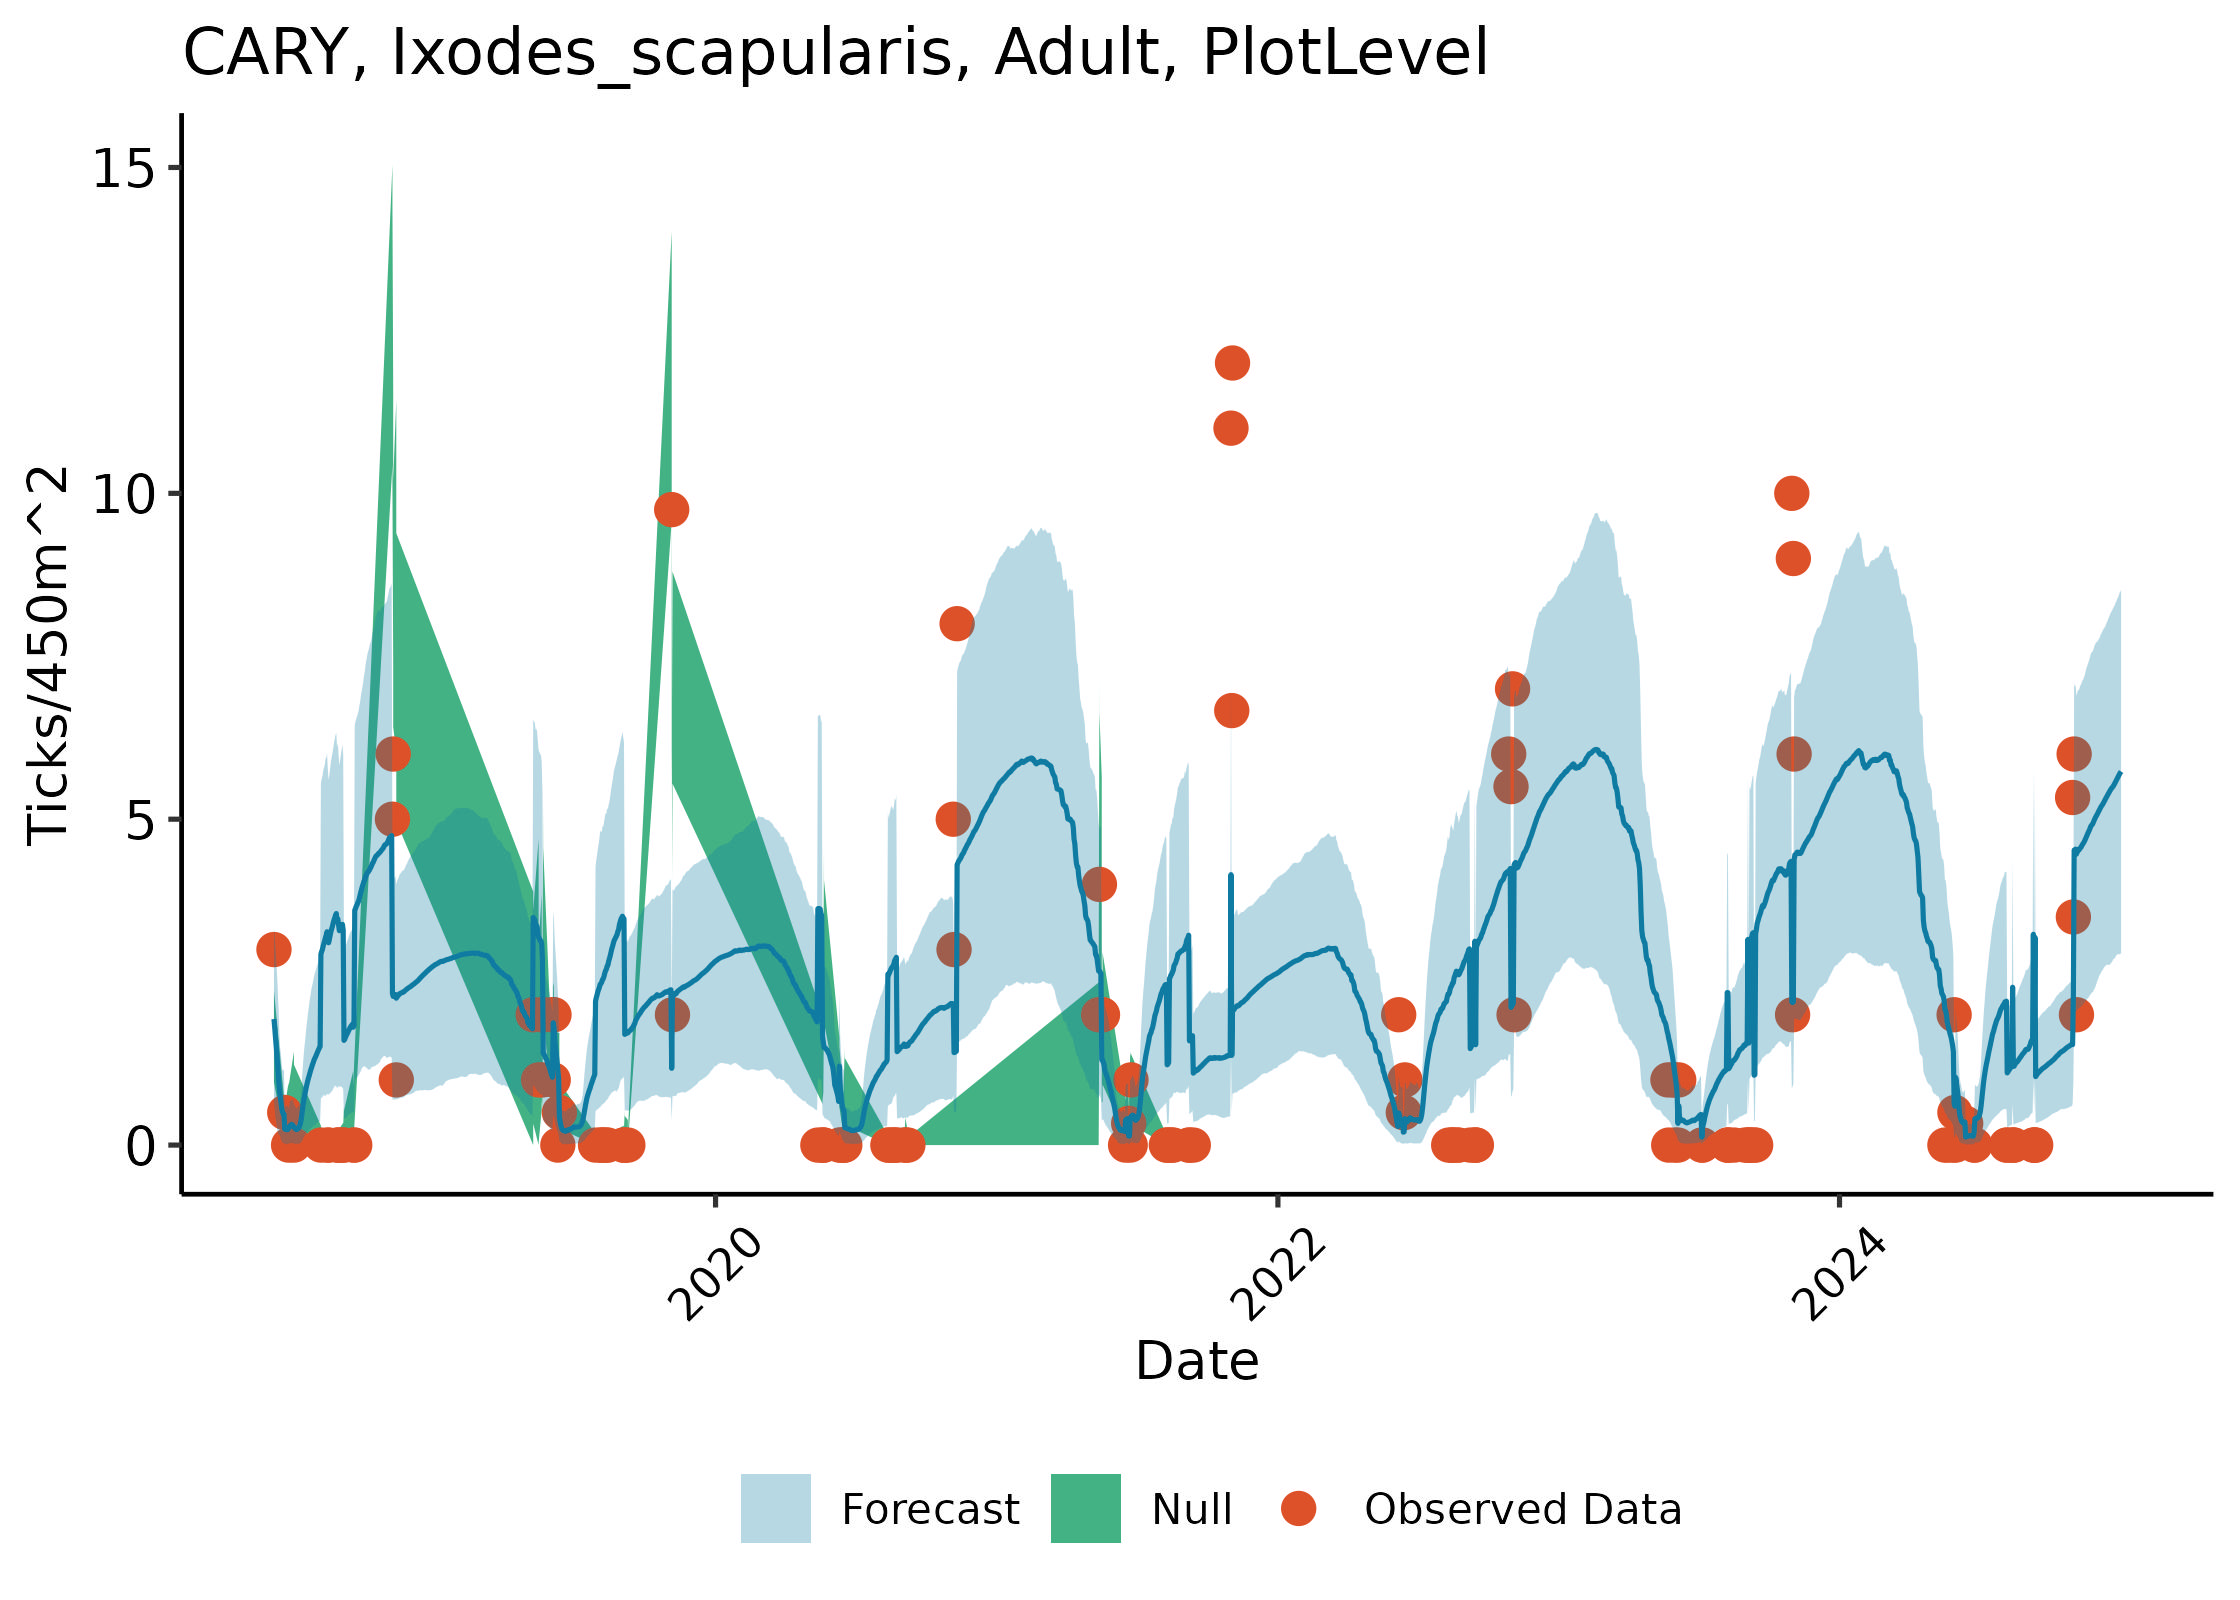 CARY, Ixodes_scapularis, Adult, PlotLevel
Ticks/450m^2
15
10
5
0
2020
2022
2024
Date
Forecast
Null
Observed Data